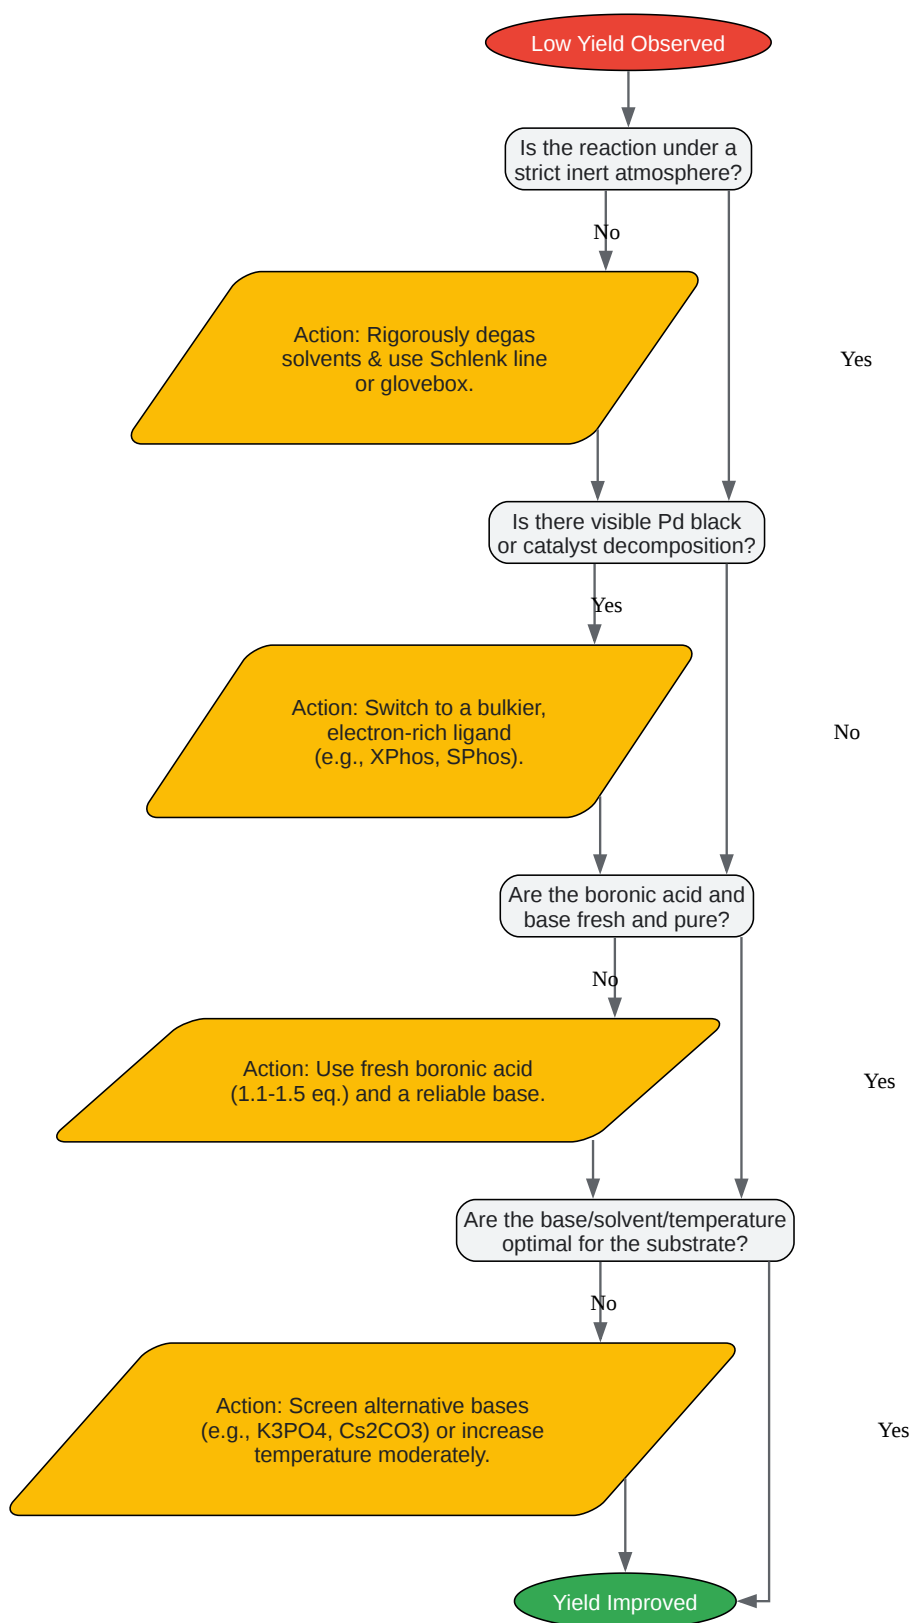 Low Yield Observed
Is the reaction under a
strict inert atmosphere?
No
Action: Rigorously degas
solvents & use Schlenk line
or glovebox.
Yes
Is there visible Pd black
or catalyst decomposition?
Yes
Action: Switch to a bulkier,
electron-rich ligand
(e.g., XPhos, SPhos).
No
Are the boronic acid and
base fresh and pure?
No
Action: Use fresh boronic acid
(1.1-1.5 eq.) and a reliable base.
Yes
Are the base/solvent/temperature
optimal for the substrate?
No
Action: Screen alternative bases
(e.g., K3PO4, Cs2CO3) or increase
temperature moderately.
Yes
Yield Improved